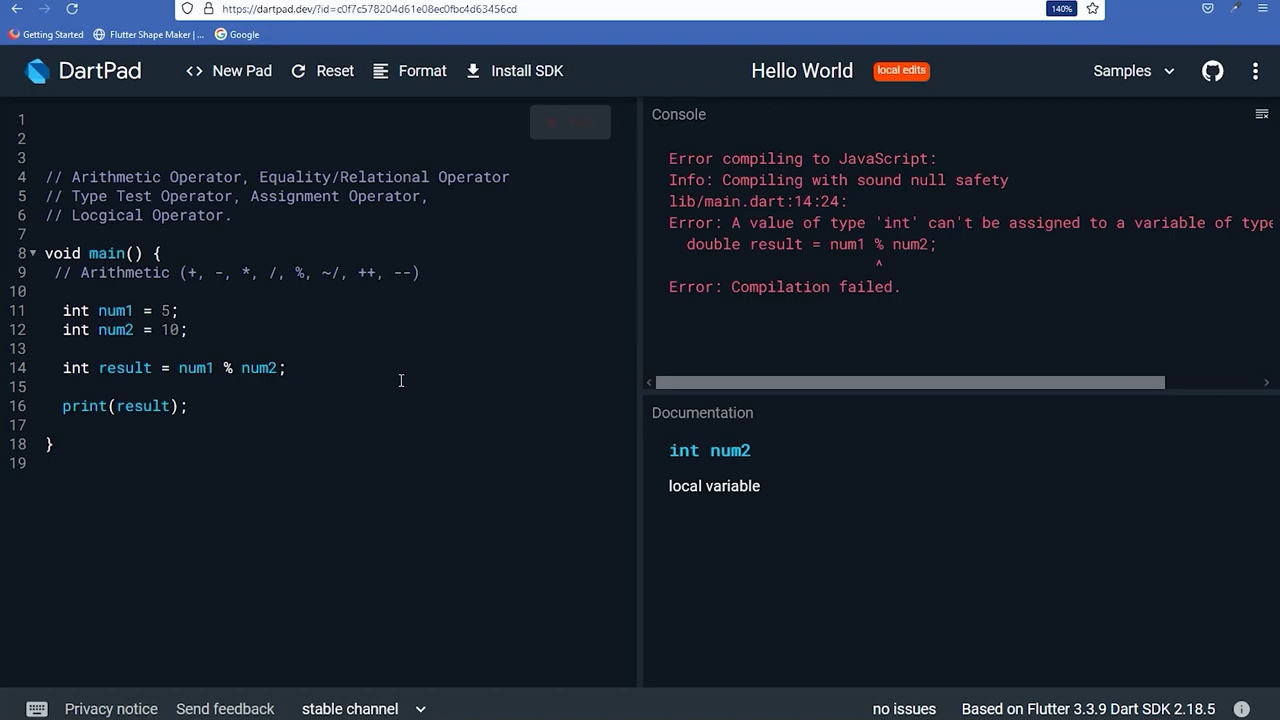 https://dartpad.dev/?id=c0f7c578204d61e08ec0fbc4d63456cd
140%
Getting Started
Flutter Shape Maker | ...
Google
DartPad
<> New Pad
Reset
Format
Install SDK
Hello World
local edits
Samples
1
2
3
4 // Arithmetic Operator, Equality/Relational Operator
5 // Type Test Operator, Assignment Operator,
6 // Locgical Operator.
7
8 void main() {
9 // Arithmetic (+, -, *, /, %, ~/, ++, --)
10
11 int num1 = 5;
12 int num2 = 10;
13
14 int result = num1 % num2;
15
16 print(result);
17
18 }
19
Console
Error compiling to JavaScript:
Info: Compiling with sound null safety
lib/main.dart:14:24:
Error: A value of type 'int' can't be assigned to a variable of type
double result = num1 % num2;
^
Error: Compilation failed.
Documentation
int num2
local variable
Privacy notice
Send feedback
stable channel
no issues
Based on Flutter 3.3.9 Dart SDK 2.18.5